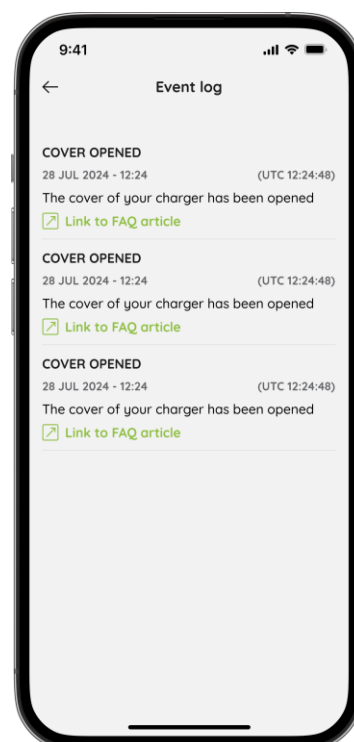 9:41
Event log
COVER OPENED
28 JUL 2024 - 12:24 (UTC 12:24:48)
The cover of your charger has been opened
Link to FAQ article
COVER OPENED
28 JUL 2024 - 12:24 (UTC 12:24:48)
The cover of your charger has been opened
Link to FAQ article
COVER OPENED
28 JUL 2024 - 12:24 (UTC 12:24:48)
The cover of your charger has been opened
Link to FAQ article